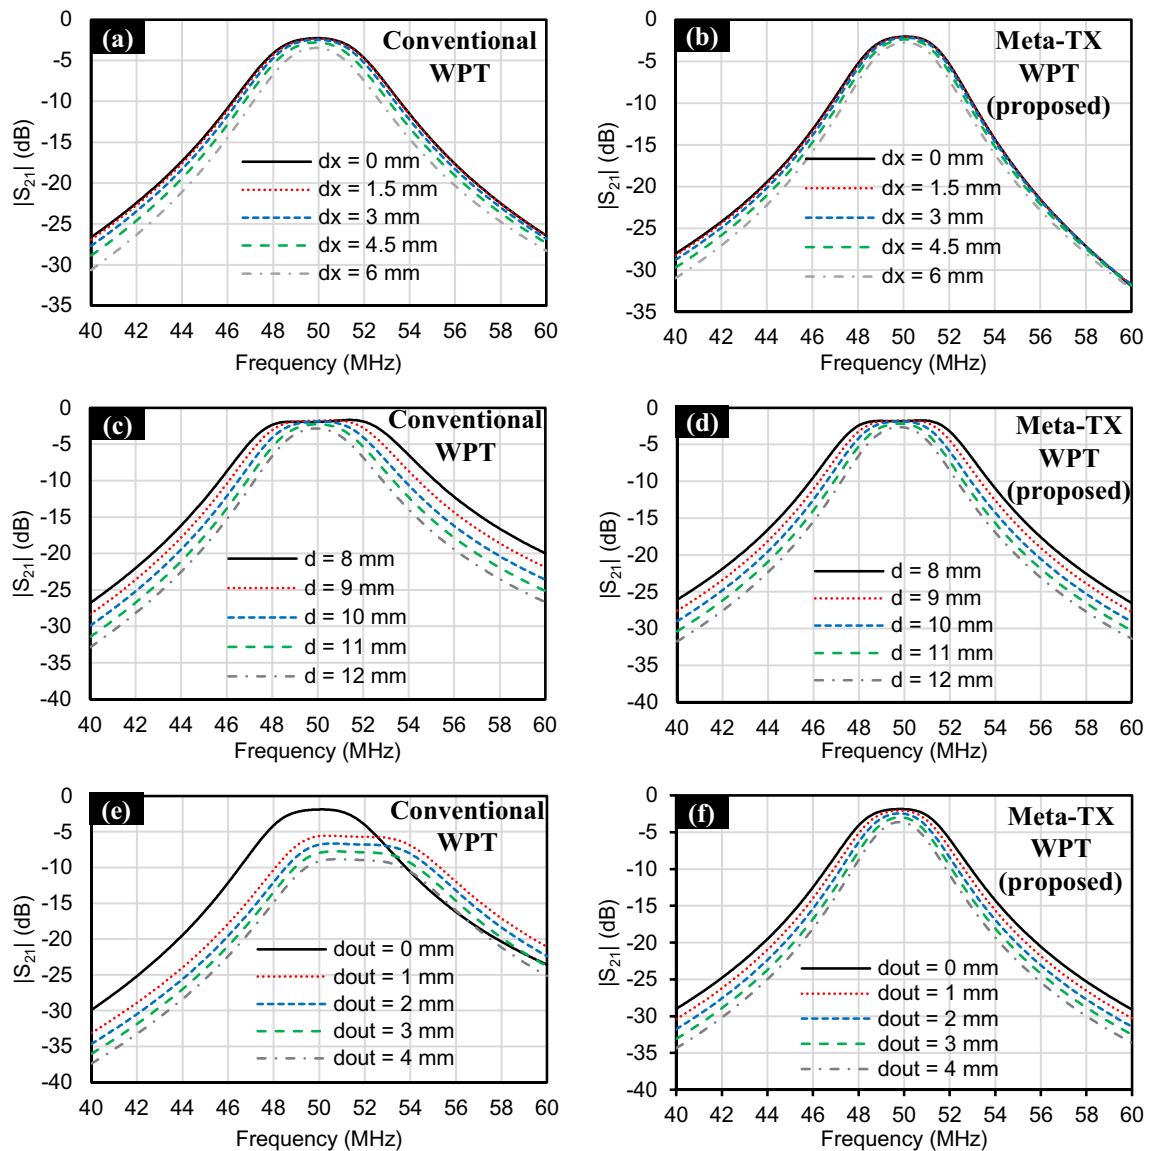 (a)
Conventional
WPT
|S21| (dB)
0
-5
-10
-15
-20
-25
-30
-35
dx = 0 mm
dx = 1.5 mm
dx = 3 mm
dx = 4.5 mm
dx = 6 mm
40 42 44 46 48 50 52 54 56 58 60
Frequency (MHz)
(b)
Meta-TX
WPT
(proposed)
|S21| (dB)
0
-5
-10
-15
-20
-25
-30
-35
dx = 0 mm
dx = 1.5 mm
dx = 3 mm
dx = 4.5 mm
dx = 6 mm
40 42 44 46 48 50 52 54 56 58 60
Frequency (MHz)
(c)
Conventional
WPT
|S21| (dB)
0
-5
-10
-15
-20
-25
-30
-35
-40
d = 8 mm
d = 9 mm
d = 10 mm
d = 11 mm
d = 12 mm
40 42 44 46 48 50 52 54 56 58 60
Frequency (MHz)
(d)
Meta-TX
WPT
(proposed)
|S21| (dB)
0
-5
-10
-15
-20
-25
-30
-35
-40
d = 8 mm
d = 9 mm
d = 10 mm
d = 11 mm
d = 12 mm
40 42 44 46 48 50 52 54 56 58 60
Frequency (MHz)
(e)
Conventional
WPT
|S21| (dB)
0
-5
-10
-15
-20
-25
-30
-35
-40
dout = 0 mm
dout = 1 mm
dout = 2 mm
dout = 3 mm
dout = 4 mm
40 42 44 46 48 50 52 54 56 58 60
Frequency (MHz)
(f)
Meta-TX
WPT
(proposed)
|S21| (dB)
0
-5
-10
-15
-20
-25
-30
-35
-40
dout = 0 mm
dout = 1 mm
dout = 2 mm
dout = 3 mm
dout = 4 mm
40 42 44 46 48 50 52 54 56 58 60
Frequency (MHz)